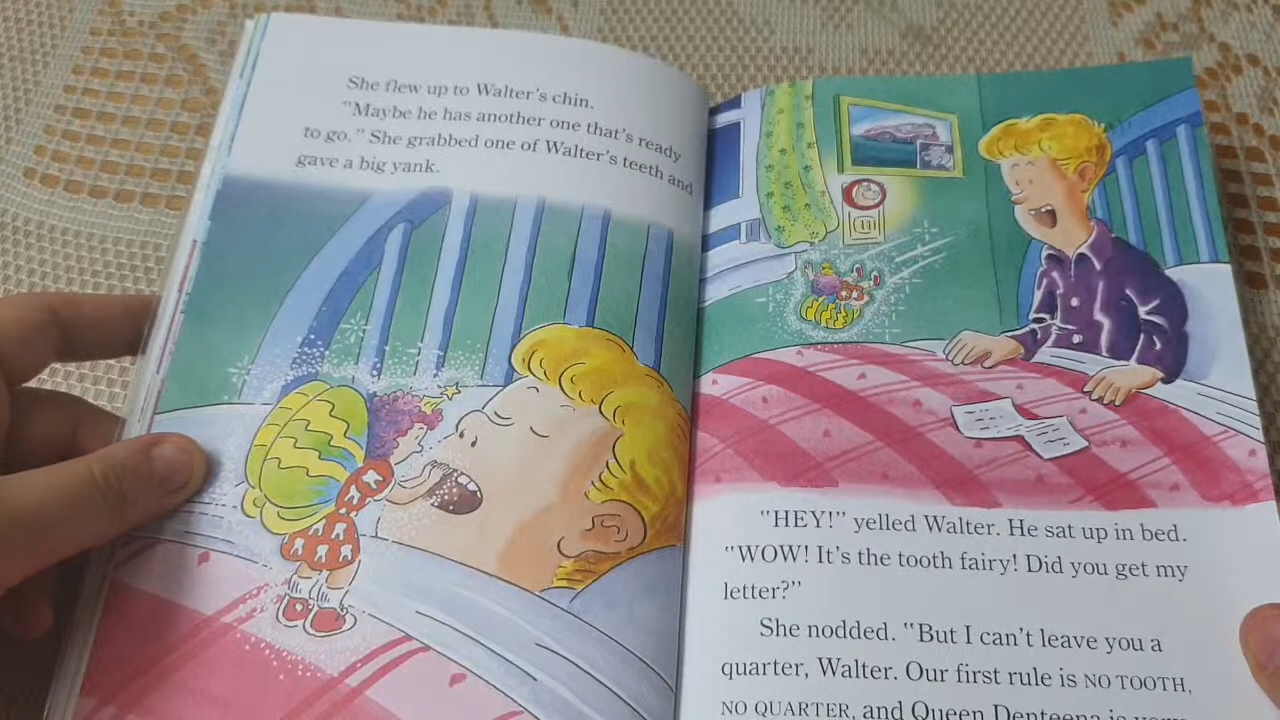 She flew up to Walter's chin.
"Maybe he has another one that's ready
to go." She grabbed one of Walter's teeth and
gave a big yank.
"HEY!" yelled Walter. He sat up in bed.
"WOW! It's the tooth fairy! Did you get my
letter?"
She nodded. "But I can't leave you a
quarter, Walter. Our first rule is NO TOOTH,
NO QUARTER, and Queen Denteena is very